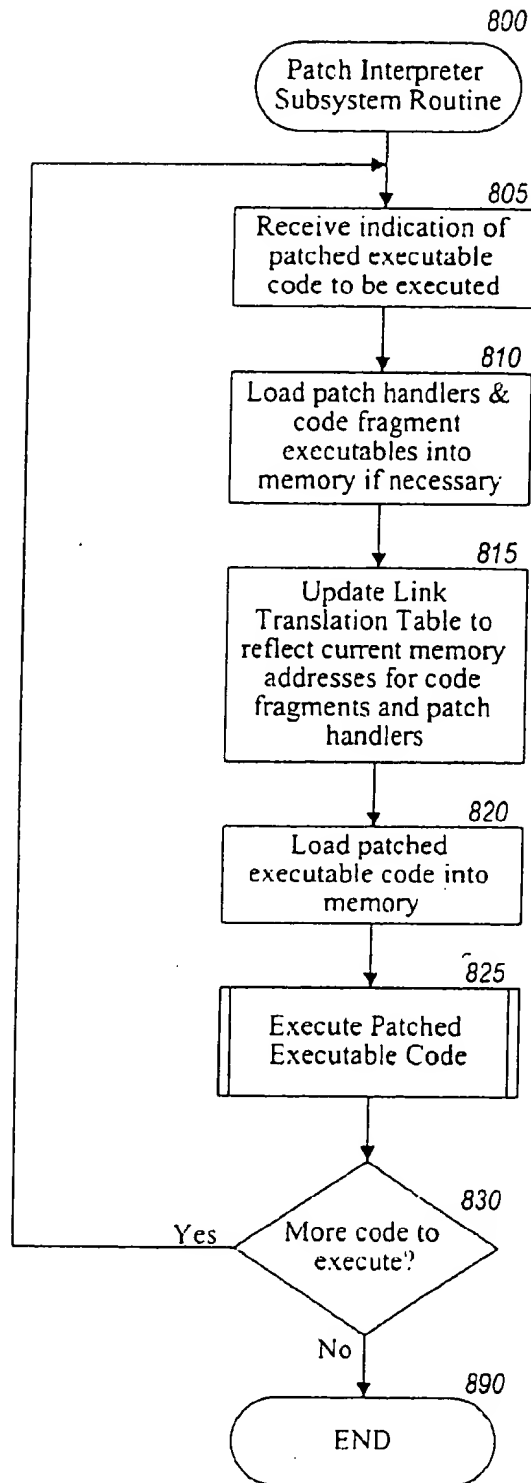 800
Patch Interpreter
Subsystem Routine
805
Receive indication of
patched executable
code to be executed
810
Load patch handlers &
code fragment
executables into
memory if necessary
815
Update Link
Translation Table to
reflect current memory
addresses for code
fragments and patch
handlers
820
Load patched
executable code into
memory
825
Execute Patched
Executable Code
830
Yes
More code to
execute?
No
890
END